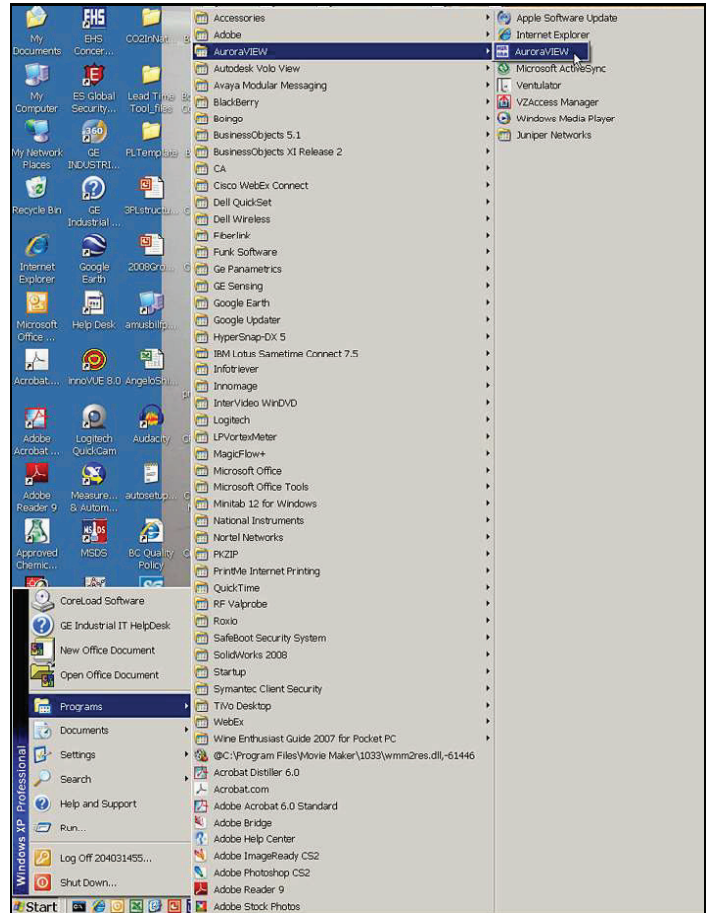 My Documents
EHS Concer...
CO2InNat...
My Computer
ES Global Security...
Lead Time Tool_files
My Network Places
GE INDUSTRI...
PLTemplate
Recycle Bin
GE Industrial ...
3PLstructu...
Internet Explorer
Google Earth
2008Gro...
Microsoft Office ...
Help Desk
amusbilfo...
Acrobat....
innoVUE 8.0
AngeloShi...
Adobe Acrobat ...
Logitech QuickCam
Audacity
Adobe Reader 9
Measure... & Autom...
autosetup...
Approved Chemic...
MSDS
BC Quality Policy
CoreLoad Software
GE Industrial IT HelpDesk
New Office Document
Open Office Document
Programs
Documents
Settings
Search
Help and Support
Run...
Log Off 204031455...
Shut Down...
Windows XP Professional
Start
Accessories
Adobe
AuroraVIEW
Autodesk Volo View
Avaya Modular Messaging
BlackBerry
Boingo
BusinessObjects 5.1
BusinessObjects XI Release 2
CA
Cisco WebEx Connect
Dell QuickSet
Dell Wireless
Fiberlink
Funk Software
Ge Panametrics
GE Sensing
Google Earth
Google Updater
HyperSnap-DX 5
IBM Lotus Sametime Connect 7.5
Infotriever
Innomage
InterVideo WinDVD
Logitech
LPVortexMeter
MagicFlow+
Microsoft Office
Microsoft Office Tools
Minitab 12 for Windows
National Instruments
Nortel Networks
PKZIP
PrintMe Internet Printing
QuickTime
RF Valprobe
Roxio
SafeBoot Security System
SolidWorks 2008
Startup
Symantec Client Security
TiVo Desktop
WebEx
Wine Enthusiast Guide 2007 for Pocket PC
@C:\Program Files\Movie Maker\1033\wmm2res.dll,-61446
Acrobat Distiller 6.0
Acrobat.com
Adobe Acrobat 6.0 Standard
Adobe Bridge
Adobe Help Center
Adobe ImageReady CS2
Adobe Photoshop CS2
Adobe Reader 9
Adobe Stock Photos
Apple Software Update
Internet Explorer
AuroraVIEW
Microsoft ActiveSync
Ventulator
VZAccess Manager
Windows Media Player
Juniper Networks